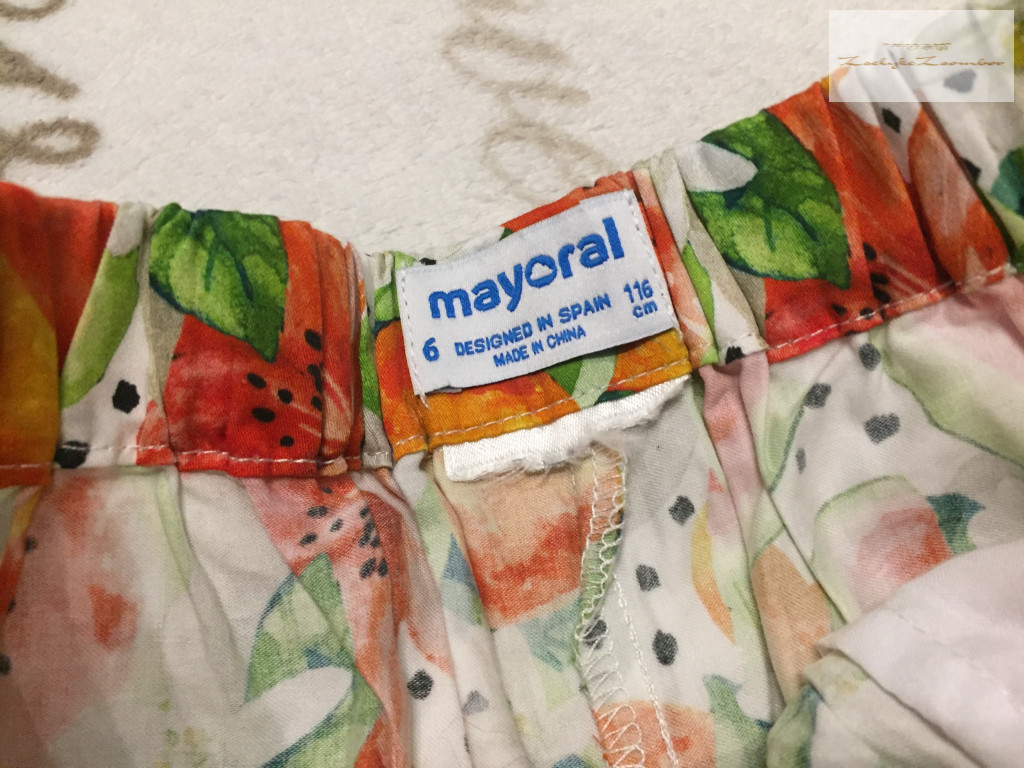 mayoral
6 DESIGNED IN SPAIN 116
MADE IN CHINA cm